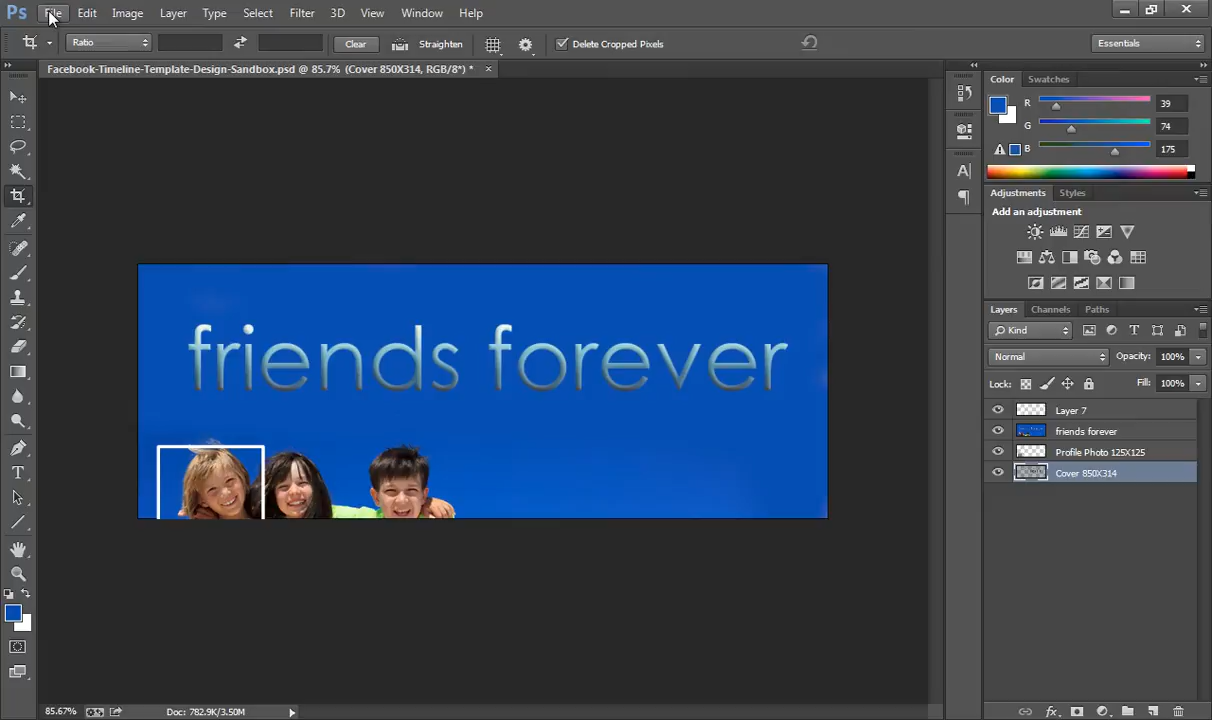 Ps File Edit Image Layer Type Select Filter 3D View Window Help
Ratio Clear Straighten Delete Cropped Pixels Essentials
Facebook-Timeline-Template-Design-Sandbox.psd @ 85.7% (Cover 850X314, RGB/8*) * ×
Color Swatches
R 39
G 74
B 175
Adjustments Styles
Add an adjustment
friends forever
Layers Channels Paths
Kind
Normal Opacity: 100%
Lock: Fill: 100%
Layer 7
friends forever
Profile Photo 125X125
Cover 850X314
85.67% Doc: 782.9K/3.50M